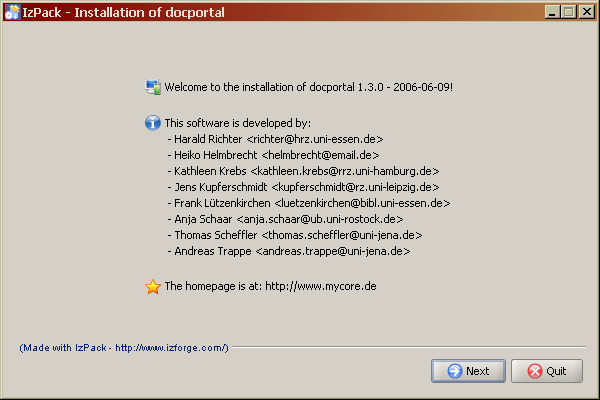 IzPack - Installation of docportal
Welcome to the installation of docportal 1.3.0 - 2006-06-09!
This software is developed by:
- Harald Richter <richter@hrz.uni-essen.de>
- Heiko Helmbrecht <helmbrecht@email.de>
- Kathleen Krebs <kathleen.krebs@rrz.uni-hamburg.de>
- Jens Kupferschmidt <kupferschmidt@rz.uni-leipzig.de>
- Frank Lützenkirchen <luetzenkirchen@bibl.uni-essen.de>
- Anja Schaar <anja.schaar@ub.uni-rostock.de>
- Thomas Scheffler <thomas.scheffler@uni-jena.de>
- Andreas Trappe <andreas.trappe@uni-jena.de>
The homepage is at: http://www.mycore.de
(Made with IzPack - http://www.izforge.com/)
Next
Quit